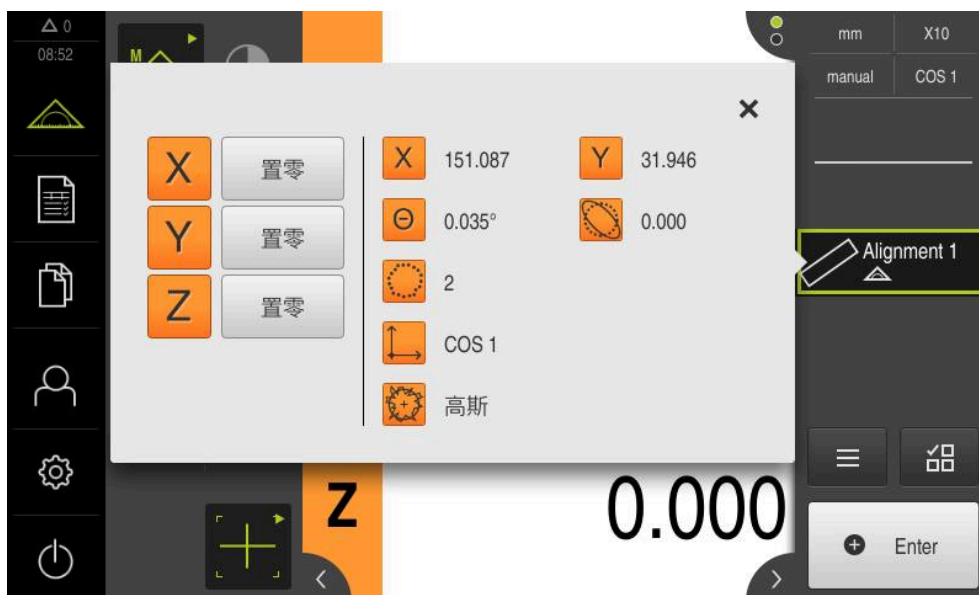 0
08:52
M
mm X10
manual COS 1
X 置零
Y 置零
Z 置零
X 151.087 Y 31.946
Θ 0.035° 0.000
2
COS 1
高斯
Alignment 1
Z 0.000
Enter